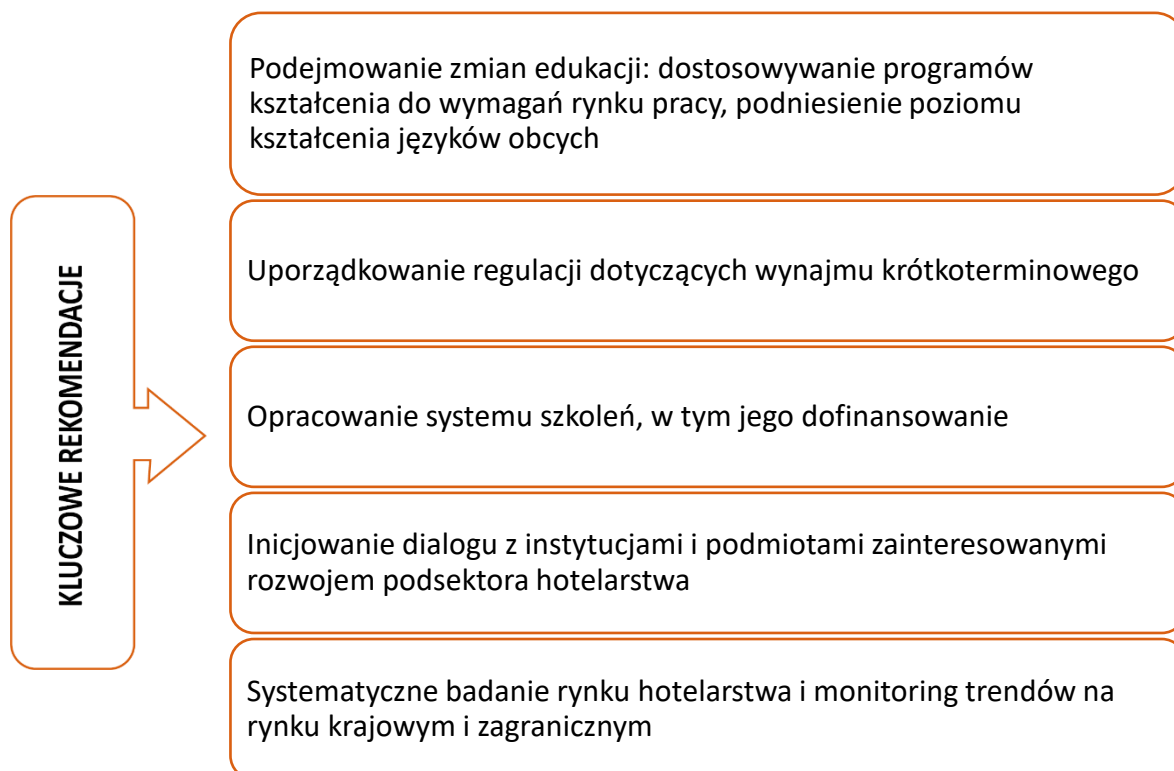 KLUCZOWE REKOMENDACJE
Podejmowanie zmian edukacji: dostosowywanie programów
kształcenia do wymagań rynku pracy, podniesienie poziomu
kształcenia języków obcych
Uporządkowanie regulacji dotyczących wynajmu krótkoterminowego
Opracowanie systemu szkoleń, w tym jego dofinansowanie
Inicjowanie dialogu z instytucjami i podmiotami zainteresowanymi
rozwojem podsektora hotelarstwa
Systematyczne badanie rynku hotelarstwa i monitoring trendów na
rynku krajowym i zagranicznym